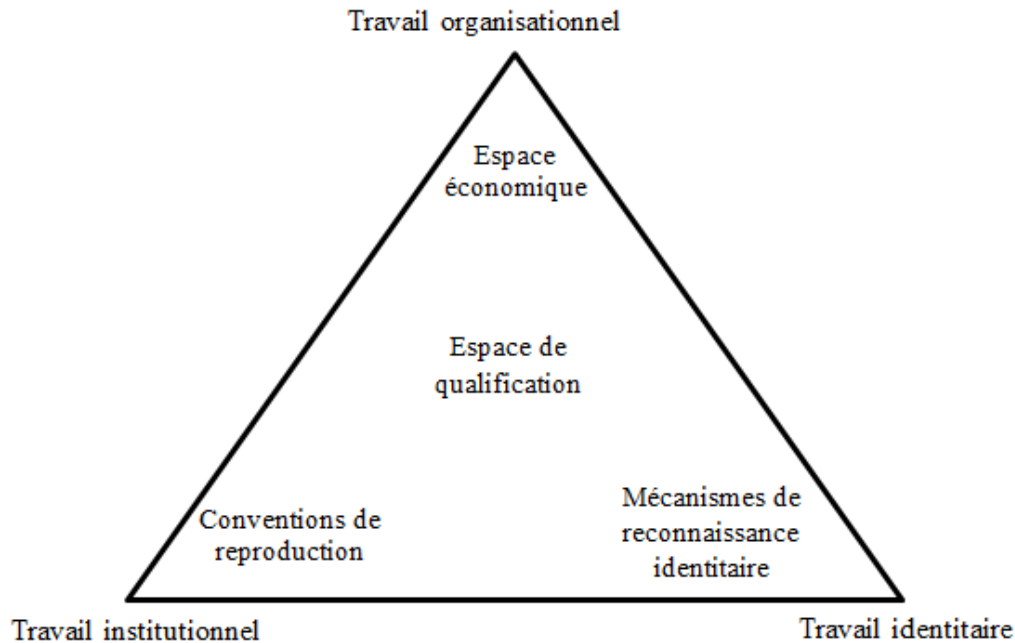 Travail organisationnel
Espace
économique
Espace de
qualification
Conventions de
reproduction
Mécanismes de
reconnaissance
identitaire
Travail institutionnel
Travail identitaire